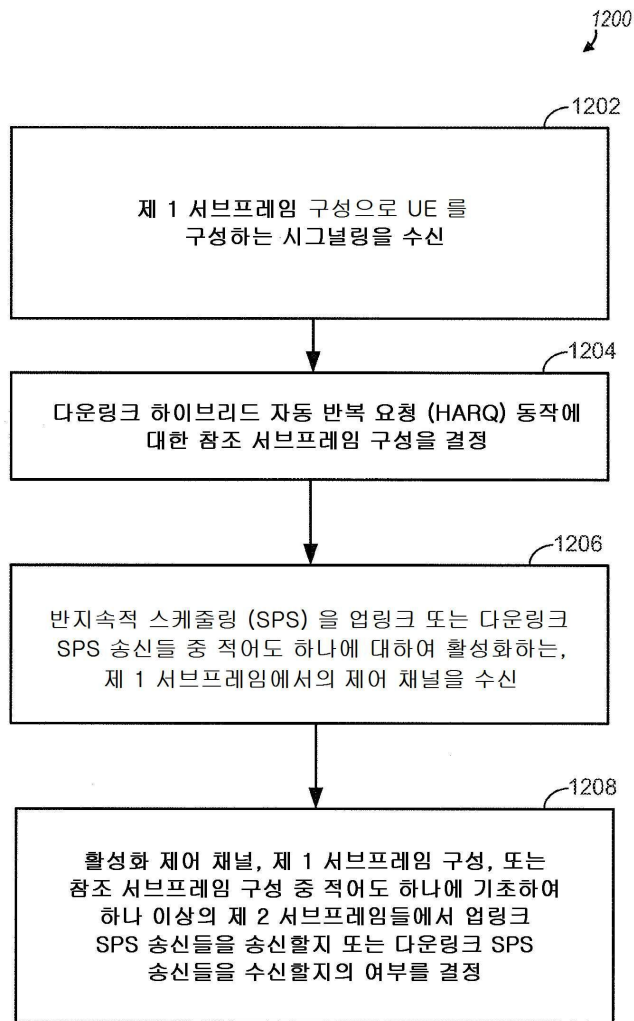 1200
1202
제 1 서브프레임 구성으로 UE 를
구성하는 시그널링을 수신
1204
다운링크 하이브리드 자동 반복 요청 (HARQ) 동작에
대한 참조 서브프레임 구성을 결정
1206
반지속적 스케줄링 (SPS) 을 업링크 또는 다운링크
SPS 송신들 중 적어도 하나에 대하여 활성화하는,
제 1 서브프레임에서의 제어 채널을 수신
1208
활성화 제어 채널, 제 1 서브프레임 구성, 또는
참조 서브프레임 구성 중 적어도 하나에 기초하여
하나 이상의 제 2 서브프레임들에서 업링크
SPS 송신들을 송신할지 또는 다운링크 SPS
송신들을 수신할지의 여부를 결정